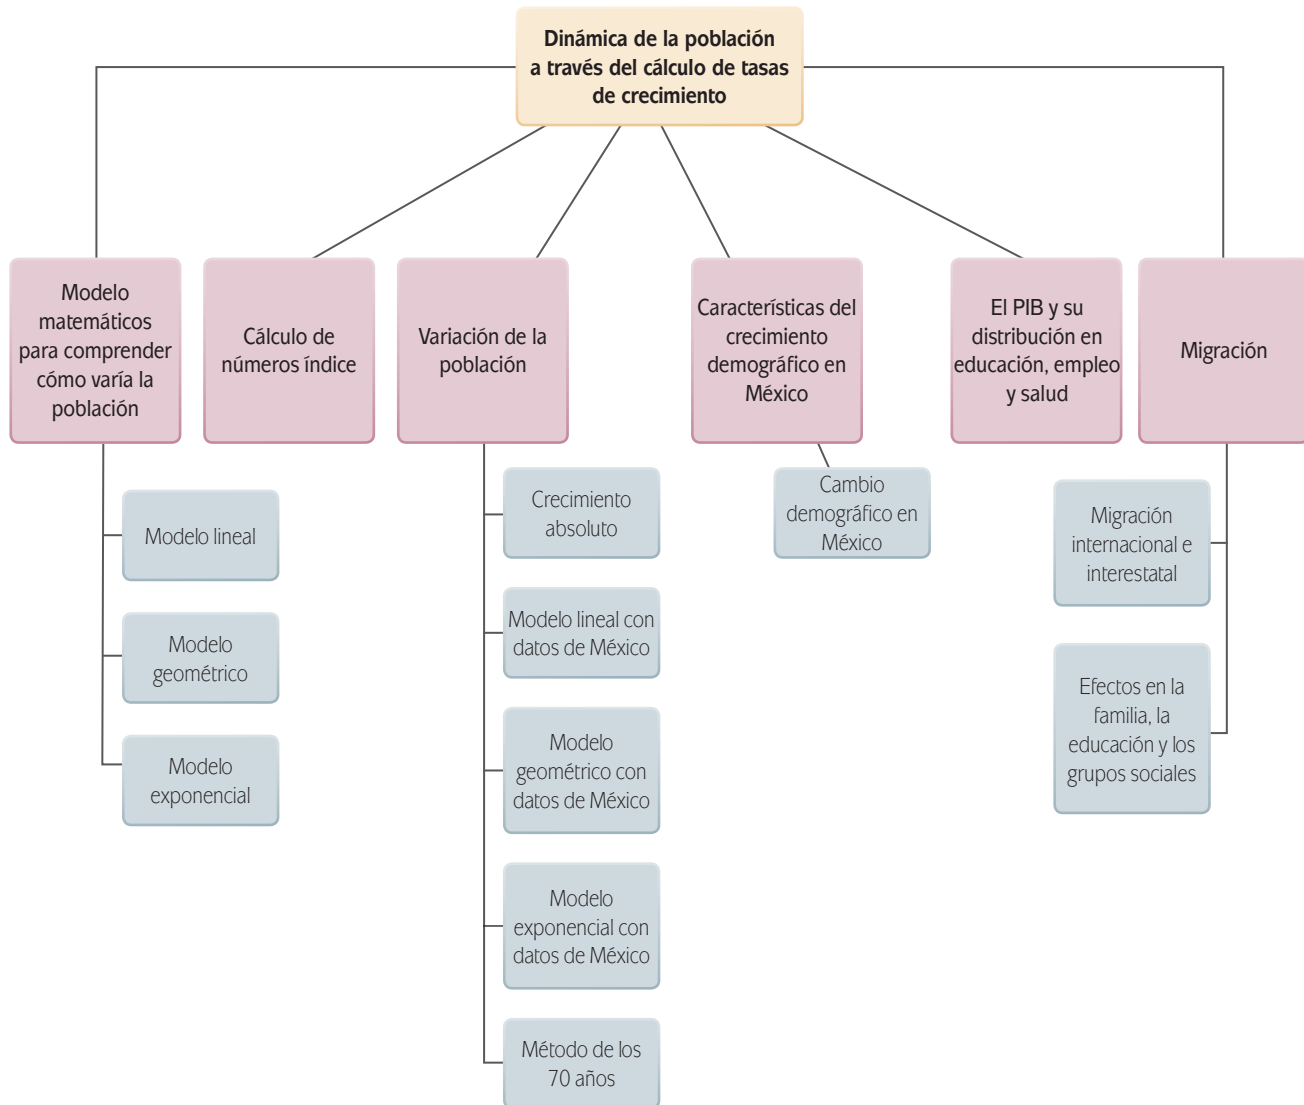 Dinámica de la población
a través del cálculo de tasas
de crecimiento
Modelo
matemáticos
para comprender
cómo varía la
población
Cálculo de
números índice
Variación de la
población
Características del
crecimiento
demográfico en
México
El PIB y su
distribución en
educación, empleo
y salud
Migración
Modelo lineal
Modelo
geométrico
Modelo
exponencial
Crecimiento
absoluto
Modelo lineal con
datos de México
Modelo
geométrico con
datos de México
Modelo
exponencial con
datos de México
Método de los
70 años
Cambio
demográfico en
México
Migración
internacional e
interestatal
Efectos en la
familia, la
educación y los
grupos sociales